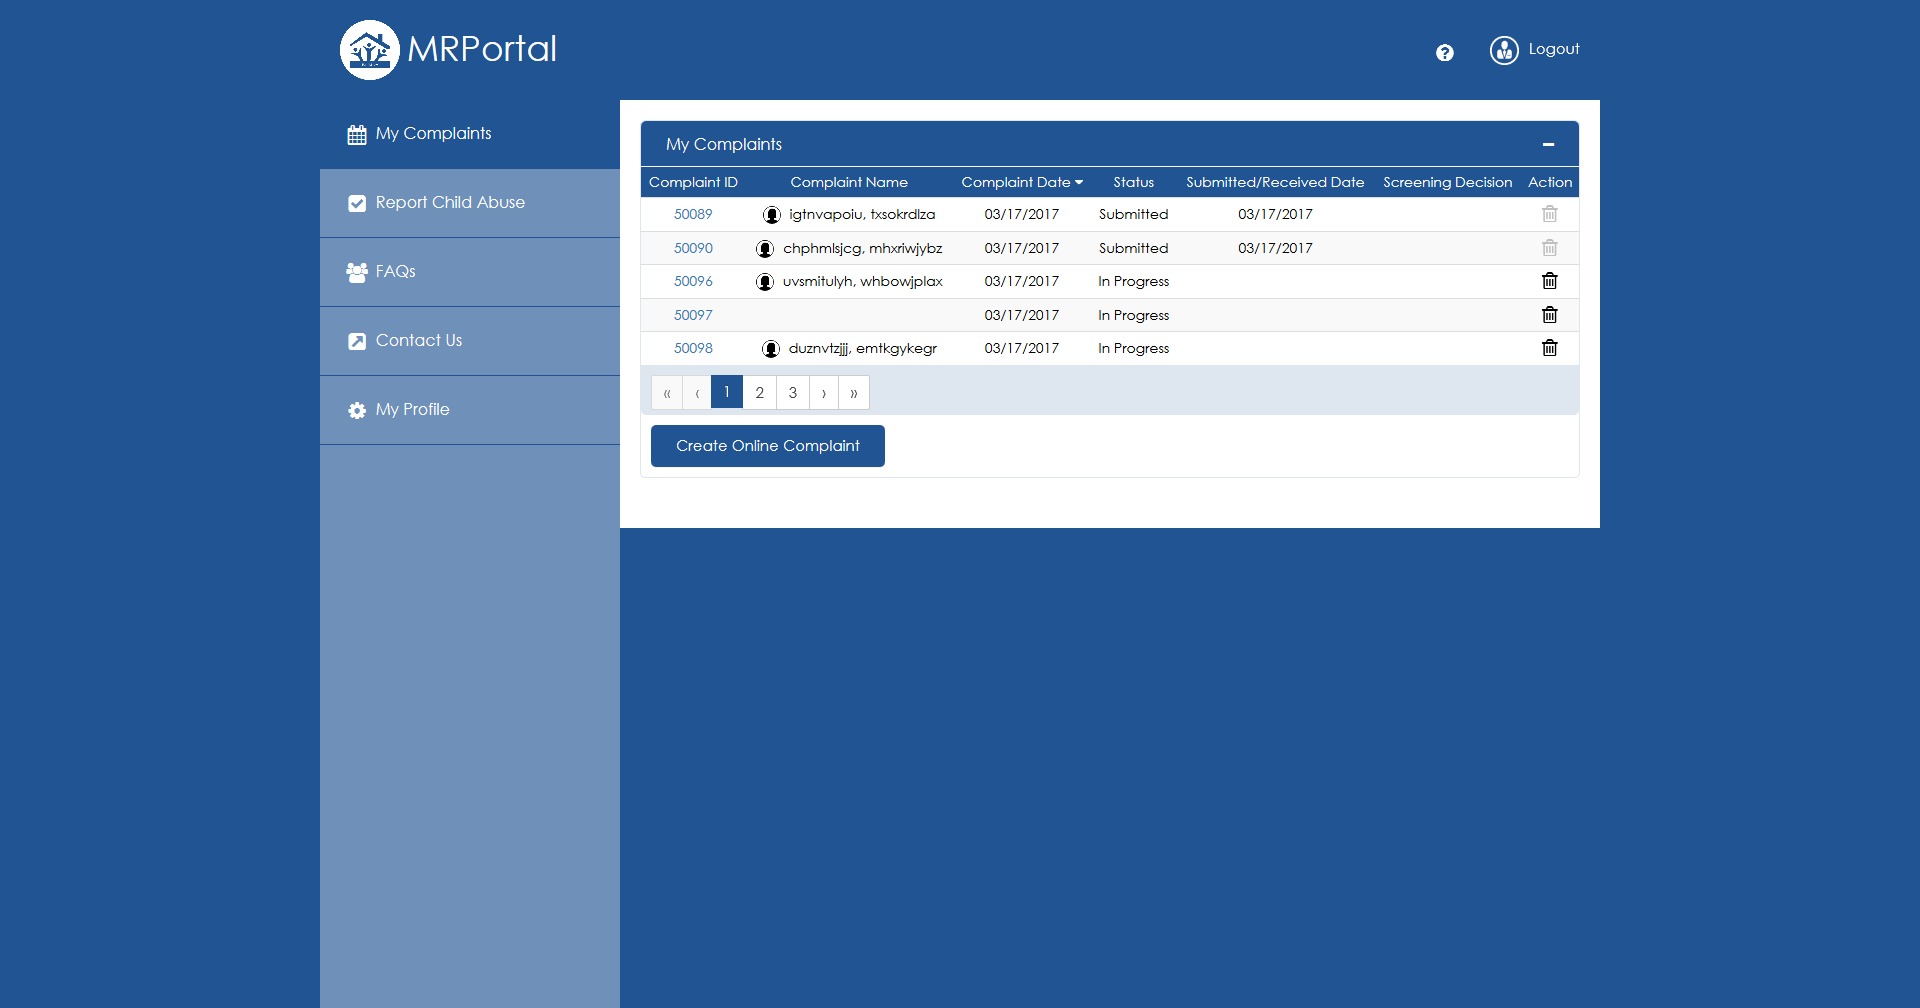 MRPortal
Logout
My Complaints
Report Child Abuse
FAQs
Contact Us
My Profile
My Complaints
Complaint ID Complaint Name Complaint Date Status Submitted/Received Date Screening Decision Action
50089 igtnvapoiu, txsokrdlza 03/17/2017 Submitted 03/17/2017
50090 chphmlsjcg, mhxriwjybz 03/17/2017 Submitted 03/17/2017
50096 uvsmitulyh, whbowjplax 03/17/2017 In Progress
50097 03/17/2017 In Progress
50098 duznvtzjjj, emtkgykegr 03/17/2017 In Progress
« ‹ 1 2 3 › »
Create Online Complaint